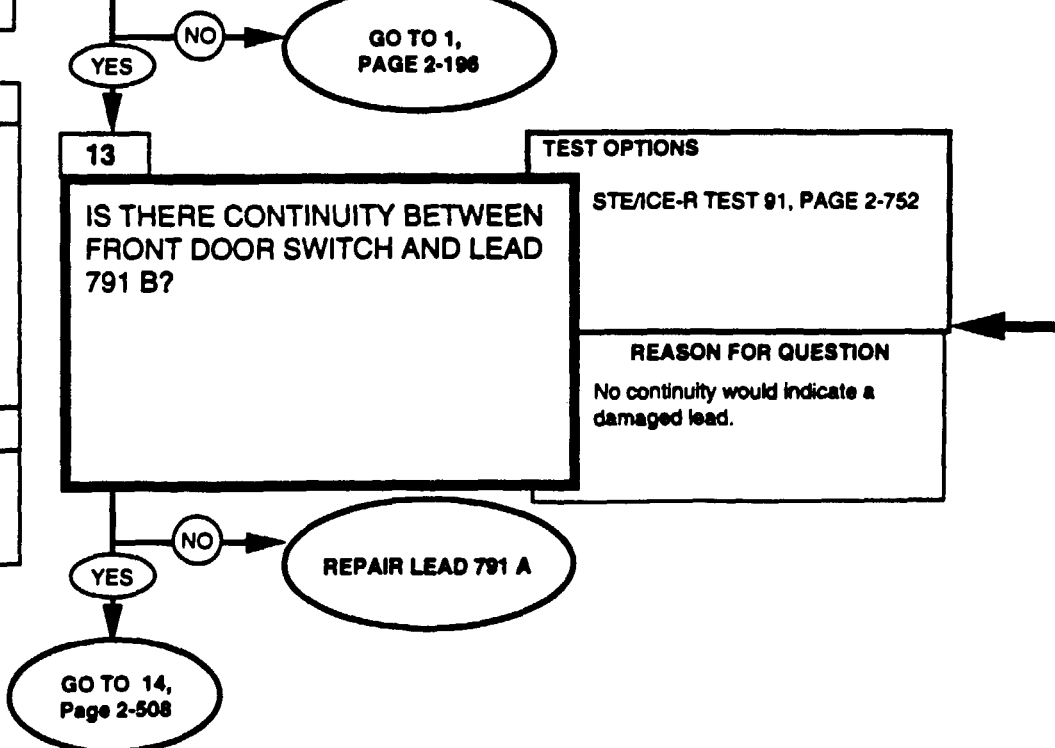 NO
GO TO 1,
PAGE 2-196
YES
13
TEST OPTIONS
STE/ICE-R TEST 91, PAGE 2-752
IS THERE CONTINUITY BETWEEN
FRONT DOOR SWITCH AND LEAD
791 B?
REASON FOR QUESTION
No continuity would indicate a
damaged lead.
NO
REPAIR LEAD 791 A
YES
GO TO 14,
Page 2-508